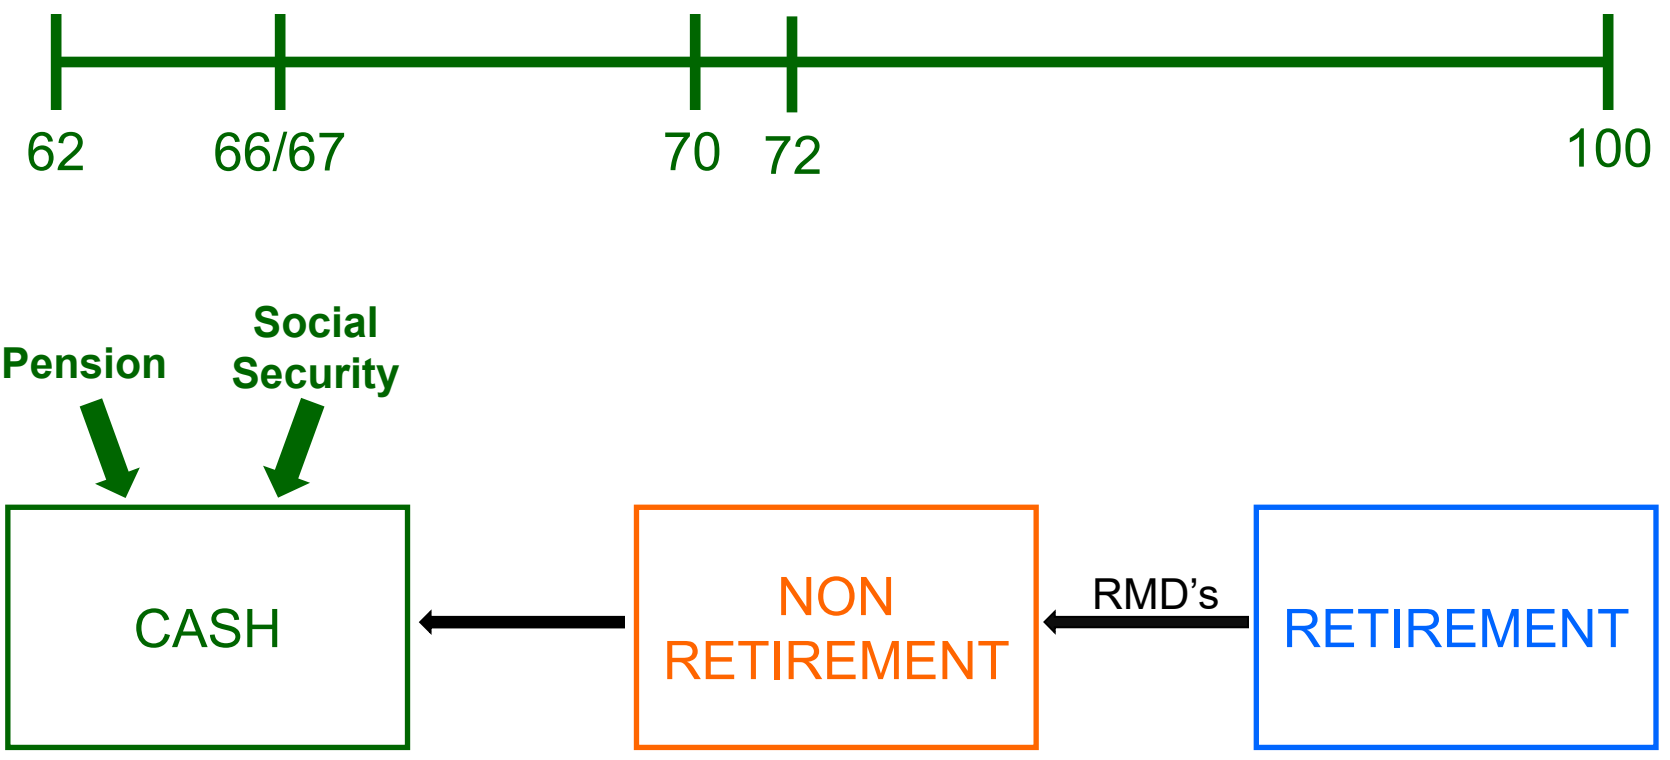 62
66/67
70
72
100
Pension
Social
Security
CASH
NON
RETIREMENT
RMD’s
RETIREMENT